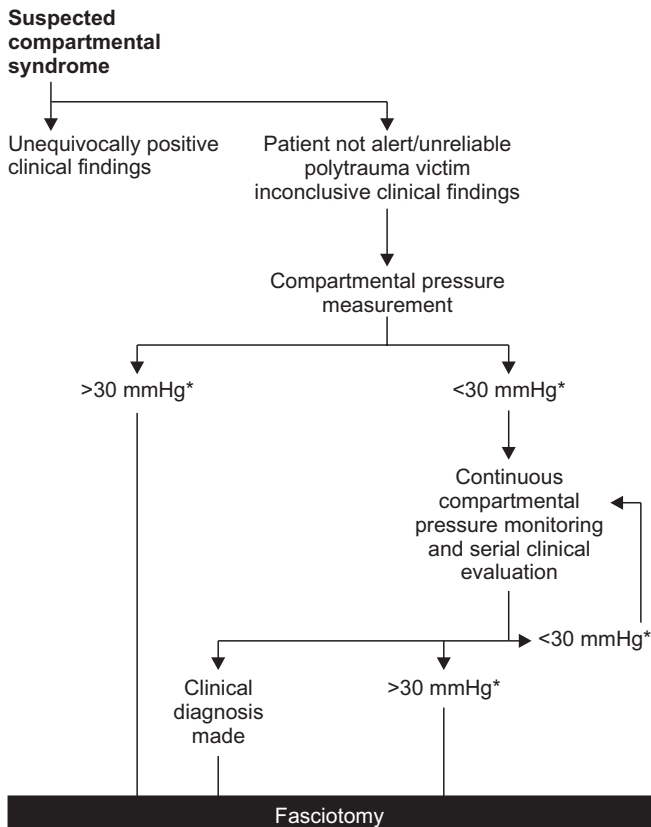 Suspected
compartmental
syndrome
Unequivocally positive
clinical findings
Patient not alert/unreliable
polytrauma victim
inconclusive clinical findings
Compartmental pressure
measurement
>30 mmHg*
<30 mmHg*
Continuous
compartmental
pressure monitoring
and serial clinical
evaluation
<30 mmHg*
Clinical
diagnosis
made
>30 mmHg*
Fasciotomy